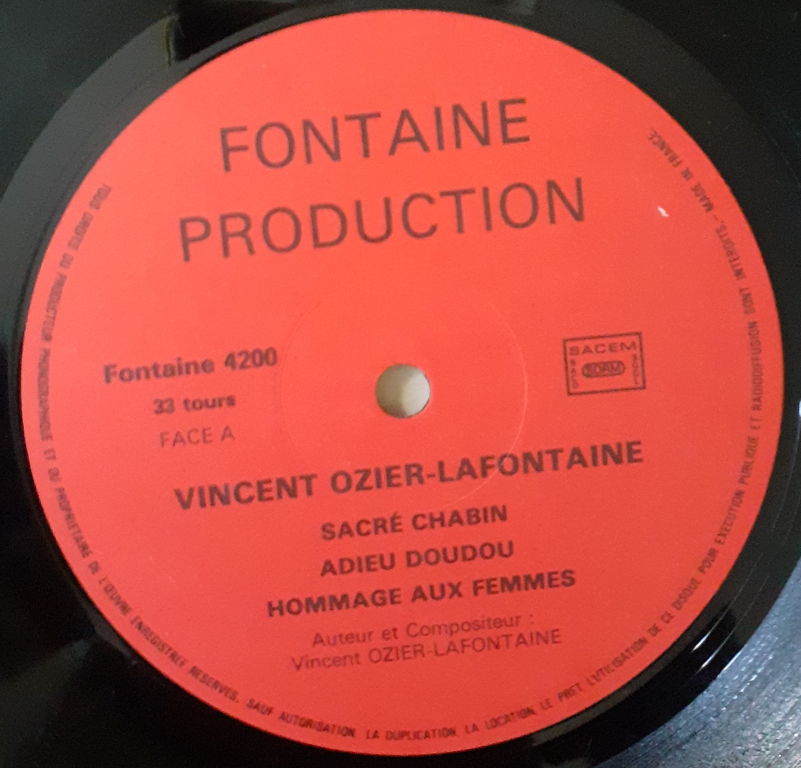 FONTAINE
PRODUCTION
Fontaine 4200
33 tours
FACE A
SACEM
SACD
SDRM
SGDL
VINCENT OZIER-LAFONTAINE
SACRÉ CHABIN
ADIEU DOUDOU
HOMMAGE AUX FEMMES
Auteur et Compositeur :
Vincent OZIER-LAFONTAINE
TOUS DROITS DU PRODUCTEUR PHONOGRAPHIQUE ET DU PROPRIETAIRE DE L'ŒUVRE ENREGISTREE RESERVES. SAUF AUTORISATION LA DUPLICATION, LA LOCATION, LE PRET L'UTILISATION DE CE DISQUE POUR EXECUTION PUBLIQUE ET RADIODIFFUSION SONT INTERDITS. - MADE IN FRANCE.